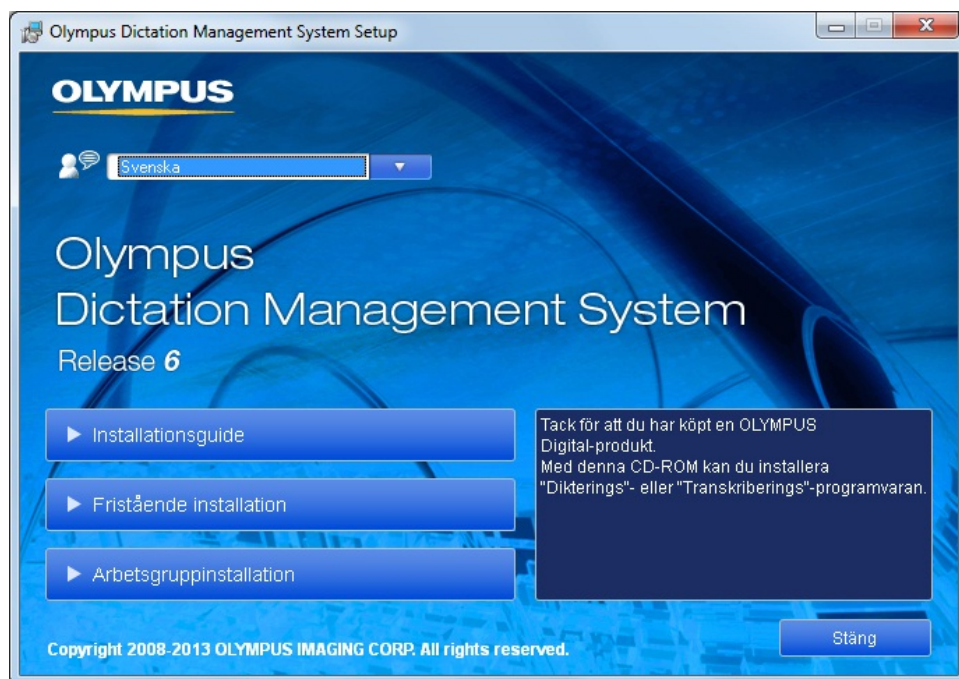 Olympus Dictation Management System Setup
OLYMPUS
Svenska
Olympus
Dictation Management System
Release 6
Installationsguide
Fristående installation
Arbetsgruppinstallation
Tack för att du har köpt en OLYMPUS
Digital-produkt.
Med denna CD-ROM kan du installera
"Dikterings"- eller "Transkriberings"-programvaran.
Copyright 2008-2013 OLYMPUS IMAGING CORP. All rights reserved.
Stäng